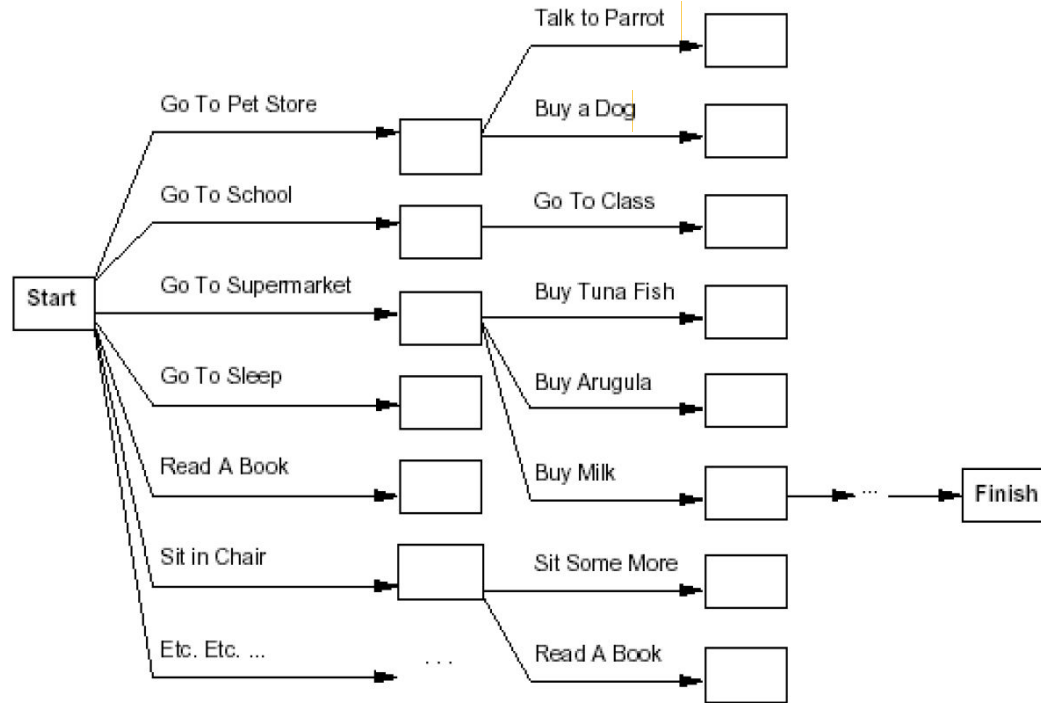 Talk to Parrot
Go To Pet Store
Buy a Dog
Go To School
Go To Class
Start
Go To Supermarket
Buy Tuna Fish
Go To Sleep
Buy Arugula
Read A Book
Buy Milk
...
Finish
Sit in Chair
Sit Some More
Etc. Etc. ...
...
Read A Book